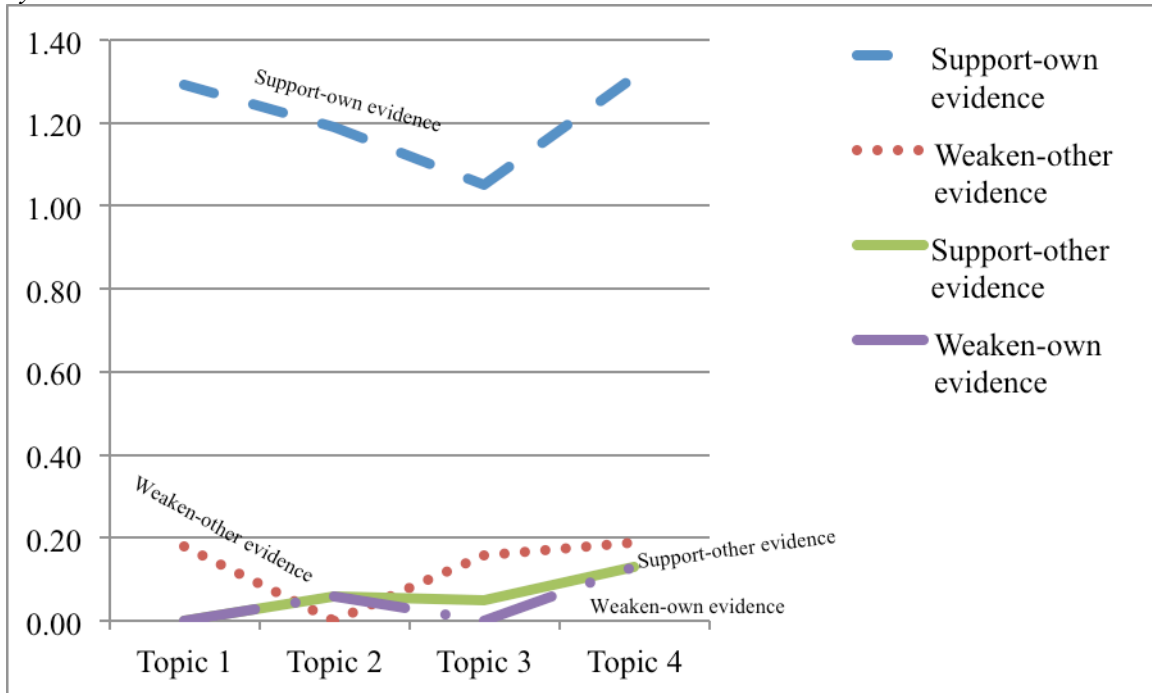 1.40
1.20
1.00
0.80
0.60
0.40
0.20
0.00
Topic 1 Topic 2 Topic 3 Topic 4
Support-own evidence
Weaken-other evidence
Support-other evidence
Weaken-own evidence
Support-own
evidence
Weaken-other
evidence
Support-other
evidence
Weaken-own
evidence